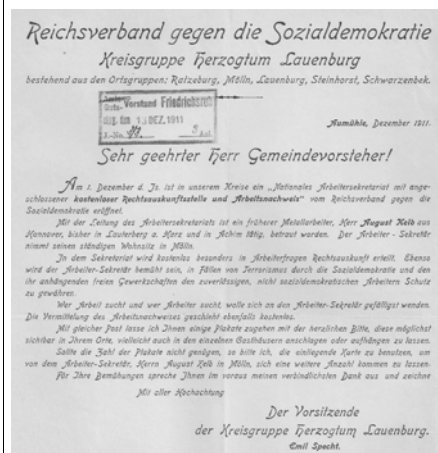 Reichsverband gegen die Sozialdemokratie
Kreisgruppe Herzogtum Lauenburg
bestehend aus den Ortsgruppen: Ratzeburg, Mölln, Lauenburg, Steinhorst, Schwarzenbek.
Vorstand Friedrichsruh
13 DEZ. 1911
Aumühle, Dezember 1911.
Sehr geehrter Herr Gemeindevorsteher!
Am 1. Dezember d. Js. ist in unserem Kreise ein „Nationales Arbeitersekretariat mit ange-
schlossener kostenloser Rechtsauskunftsstelle und Arbeitsnachweis" vom Reichsverband gegen die
Sozialdemokratie eröffnet.
Mit der Leitung des Arbeitersekretariats ist ein früherer Metallarbeiter, Herr August Kelb aus
Hannover, bisher in Lauterberg a. Harz und in Achim tätig, betraut worden. Der Arbeiter-Sekretär
nimmt seinen ständigen Wohnsitz in Mölln.
In dem Sekretariat wird kostenlos besonders in Arbeiterfragen Rechtsauskunft erteilt. Ebenso
wird der Arbeiter-Sekretär bemüht sein, in Fällen von Terrorismus durch die Sozialdemokratie und den
ihr anhängenden freien Gewerkschaften den zuverlässigen, nicht sozialdemokratischen Arbeitern Schutz
zu gewähren.
Wer Arbeit sucht und wer Arbeiter sucht, wolle sich an den Arbeiter-Sekretär gefälligst wenden.
Die Vermittelung des Arbeitsnachweises geschieht ebenfalls kostenlos.
Mit gleicher Post lasse ich Ihnen einige Plakate zugehen mit der herzlichen Bitte, diese möglichst
sichtbar in Ihrem Orte, vielleicht auch in den einzelnen Gasthäusern anschlagen oder aufhängen zu lassen.
Sollte die Zahl der Plakate nicht genügen, so bitte ich, die einliegende Karte zu benutzen, um
von dem Arbeiter-Sekretär, Herrn August Kelb in Mölln, sich eine weitere Anzahl kommen zu lassen.
Für Ihre Bemühungen spreche Ihnen im voraus meinen verbindlichsten Dank aus und zeichne
Mit aller Hochachtung
Der Vorsitzende
der Kreisgruppe Herzogtum Lauenburg.
Emil Specht.